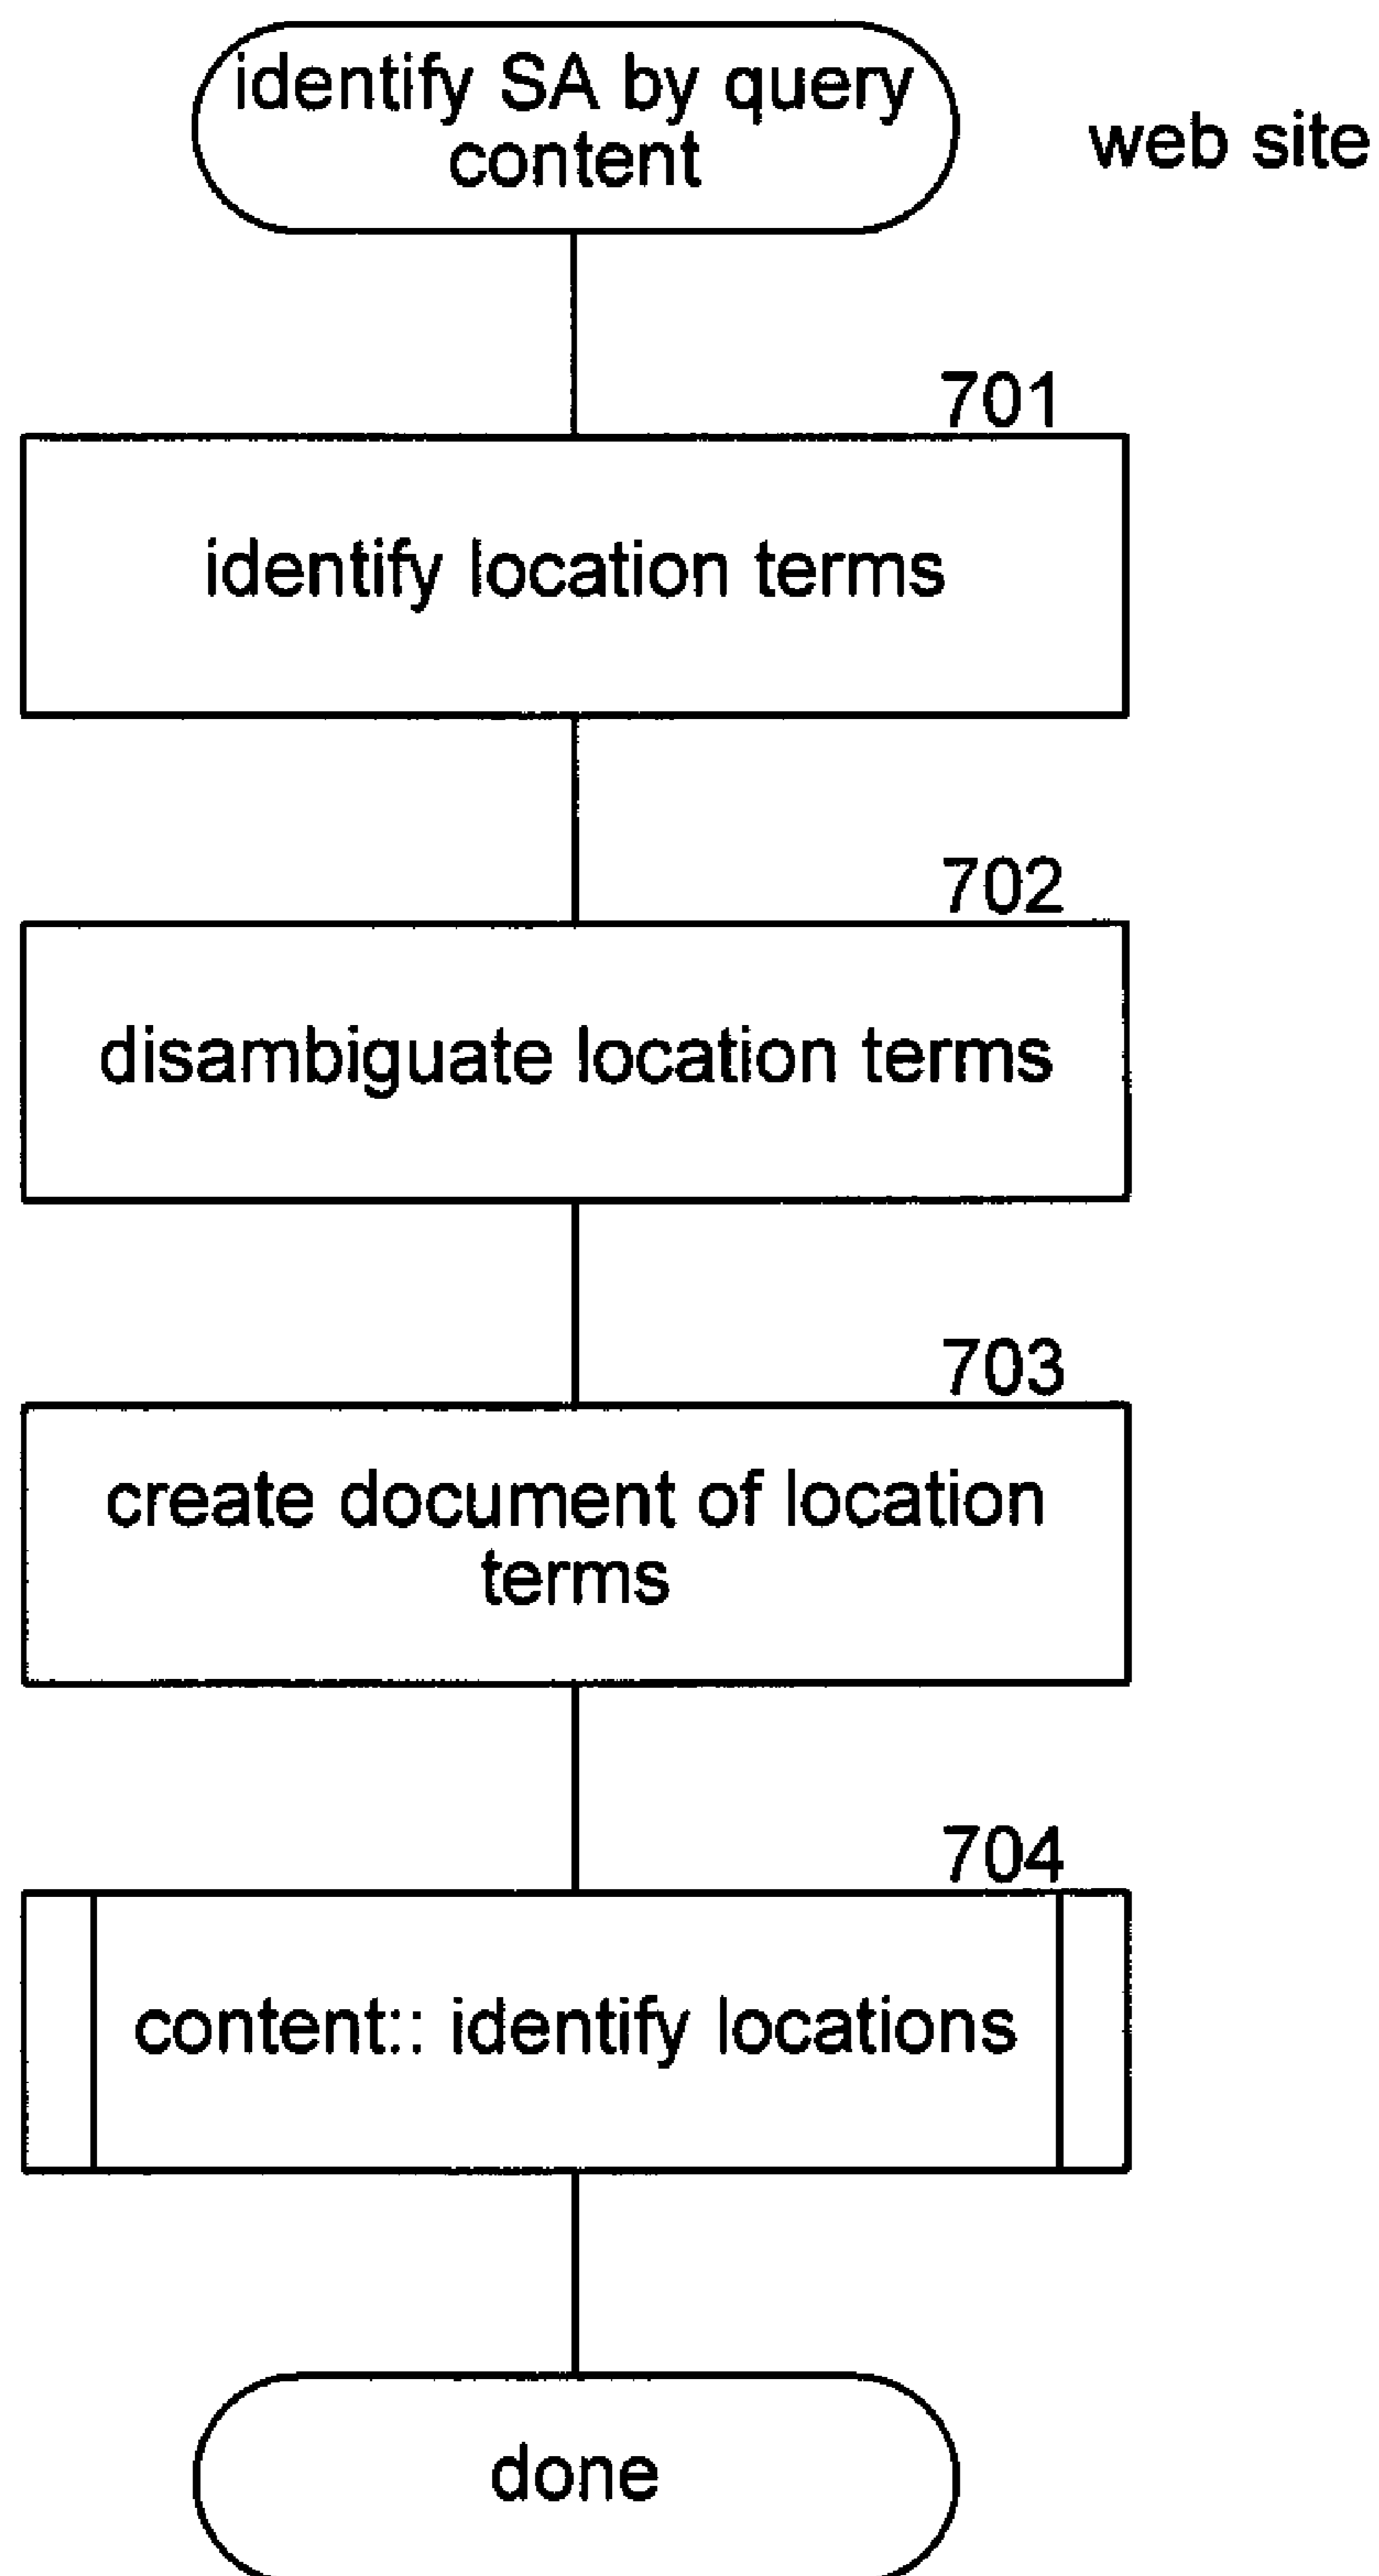 identify SA by query
content
web site
701
identify location terms
702
disambiguate location terms
703
create document of location
terms
704
content:: identify locations
done